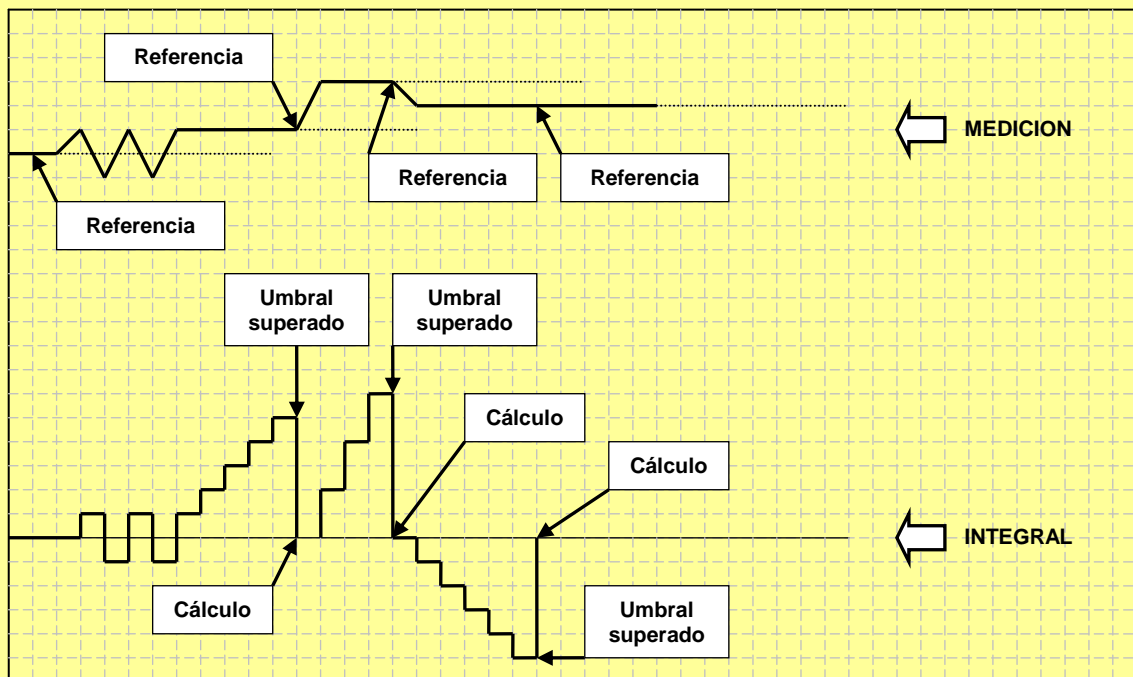 Referencia
MEDICION
Referencia
Referencia
Referencia
Umbral
superado
Umbral
superado
Cálculo
Cálculo
INTEGRAL
Cálculo
Umbral
superado